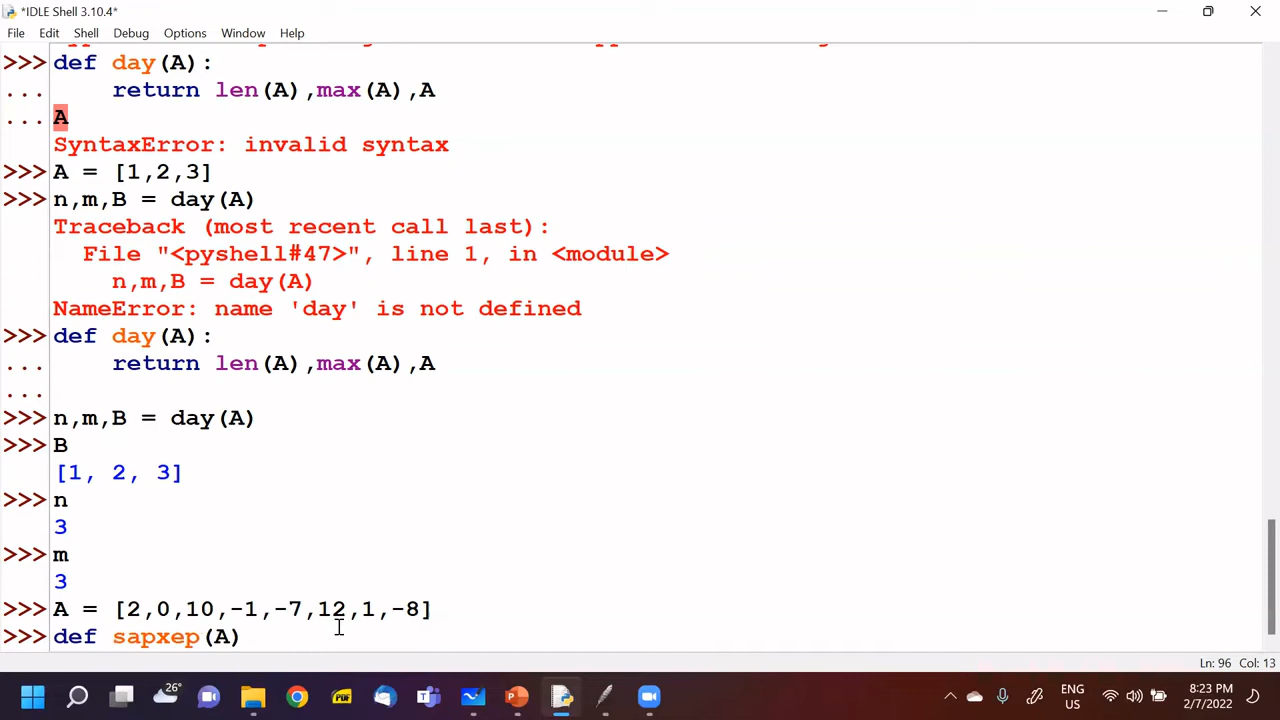 *IDLE Shell 3.10.4*
File Edit Shell Debug Options Window Help
>>> def day(A):
... return len(A),max(A),A
... A
SyntaxError: invalid syntax
>>> A = [1,2,3]
>>> n,m,B = day(A)
Traceback (most recent call last):
File "<pyshell#47>", line 1, in <module>
n,m,B = day(A)
NameError: name 'day' is not defined
>>> def day(A):
... return len(A),max(A),A
...
>>> n,m,B = day(A)
>>> B
[1, 2, 3]
>>> n
3
>>> m
3
>>> A = [2,0,10,-1,-7,12,1,-8]
>>> def sapxep(A)
Ln: 96 Col: 13
26°
PDF
ENG
US
8:23 PM
2/7/2022